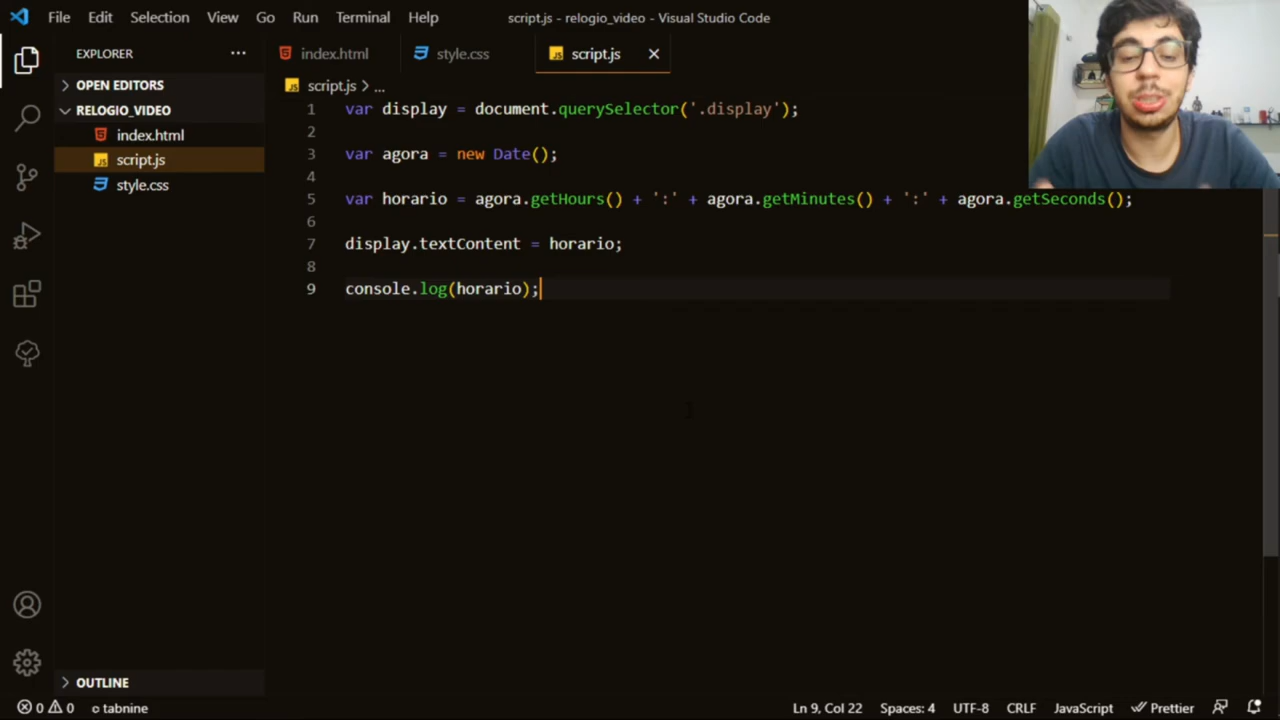 File Edit Selection View Go Run Terminal Help script.js - relogio_video - Visual Studio Code
EXPLORER ···
index.html
style.css
script.js
OPEN EDITORS
RELOGIO_VIDEO
index.html
script.js
style.css
script.js > ...
1 var display = document.querySelector('.display');
2
3 var agora = new Date();
4
5 var horario = agora.getHours() + ':' + agora.getMinutes() + ':' + agora.getSeconds();
6
7 display.textContent = horario;
8
9 console.log(horario);
OUTLINE
0 0 tabnine Ln 9, Col 22 Spaces: 4 UTF-8 CRLF JavaScript Prettier